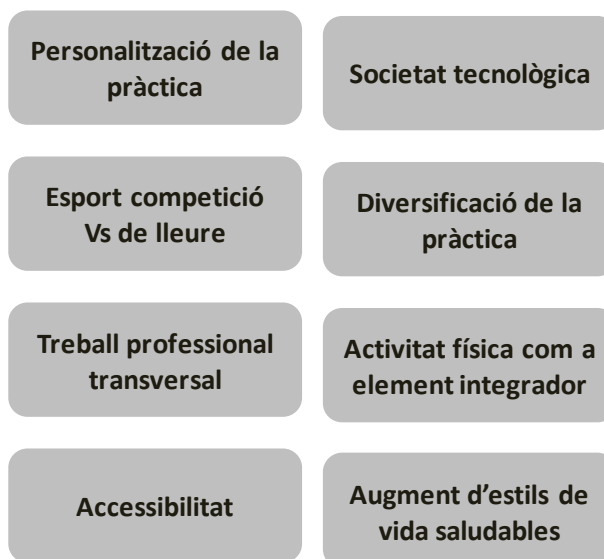 Personalització de la
pràctica
Societat tecnològica
Esport competició
Vs de lleure
Diversificació de la
pràctica
Treball professional
transversal
Activitat física com a
element integrador
Accessibilitat
Augment d'estils de
vida saludables